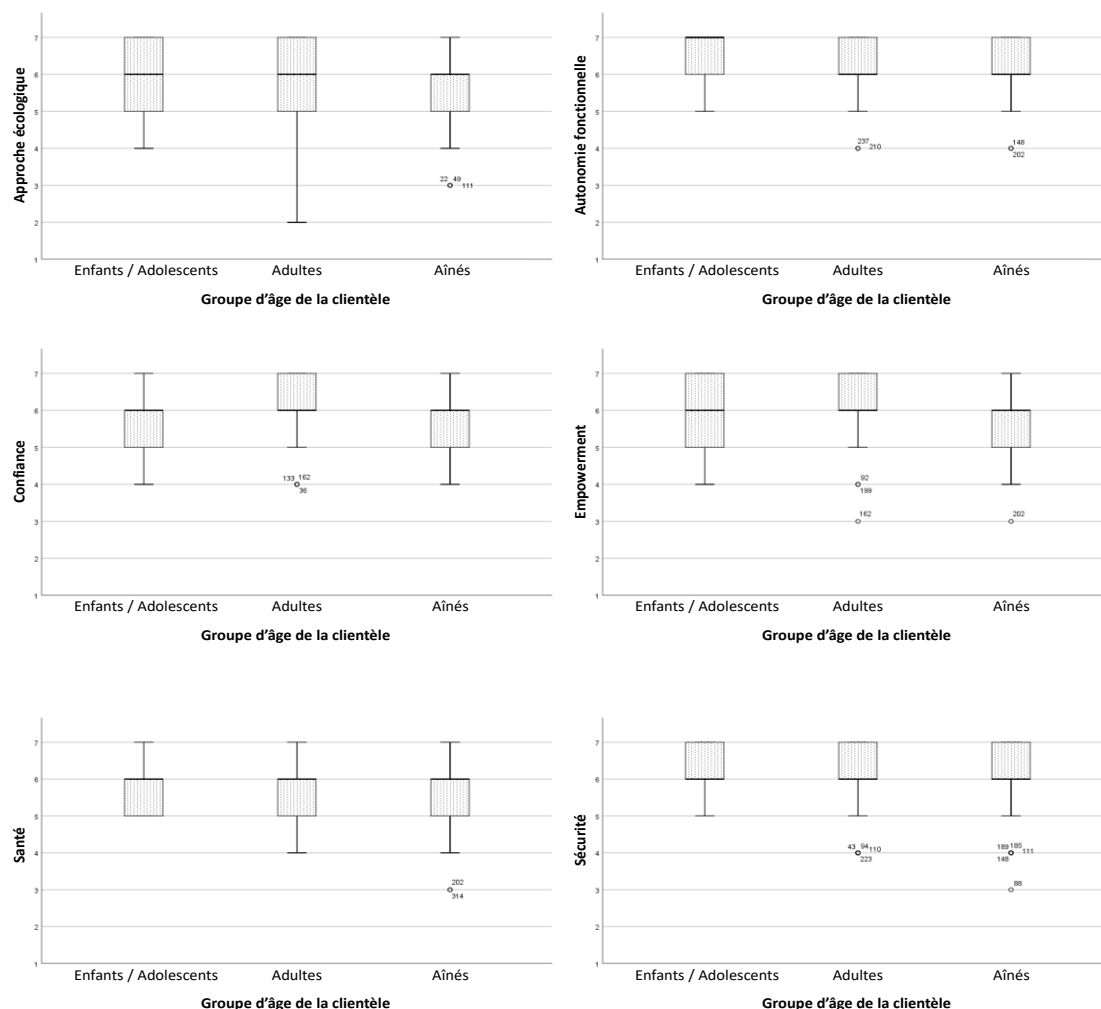 Approche écologique
7
6
5
4
3
2
1
22 49
111
Enfants / Adolescents Adultes Aînés
Groupe d'âge de la clientèle
Autonomie fonctionnelle
7
6
5
4
3
2
1
237
210
148
202
Enfants / Adolescents Adultes Aînés
Groupe d'âge de la clientèle
Confiance
7
6
5
4
3
2
1
133 162
36
Enfants / Adolescents Adultes Aînés
Groupe d'âge de la clientèle
Empowerment
7
6
5
4
3
2
1
92
199
162
202
Enfants / Adolescents Adultes Aînés
Groupe d'âge de la clientèle
Santé
7
6
5
4
3
2
1
202
314
Enfants / Adolescents Adultes Aînés
Groupe d'âge de la clientèle
Sécurité
7
6
5
4
3
2
1
43 94 110
223
189 185 111
148
88
Enfants / Adolescents Adultes Aînés
Groupe d'âge de la clientèle